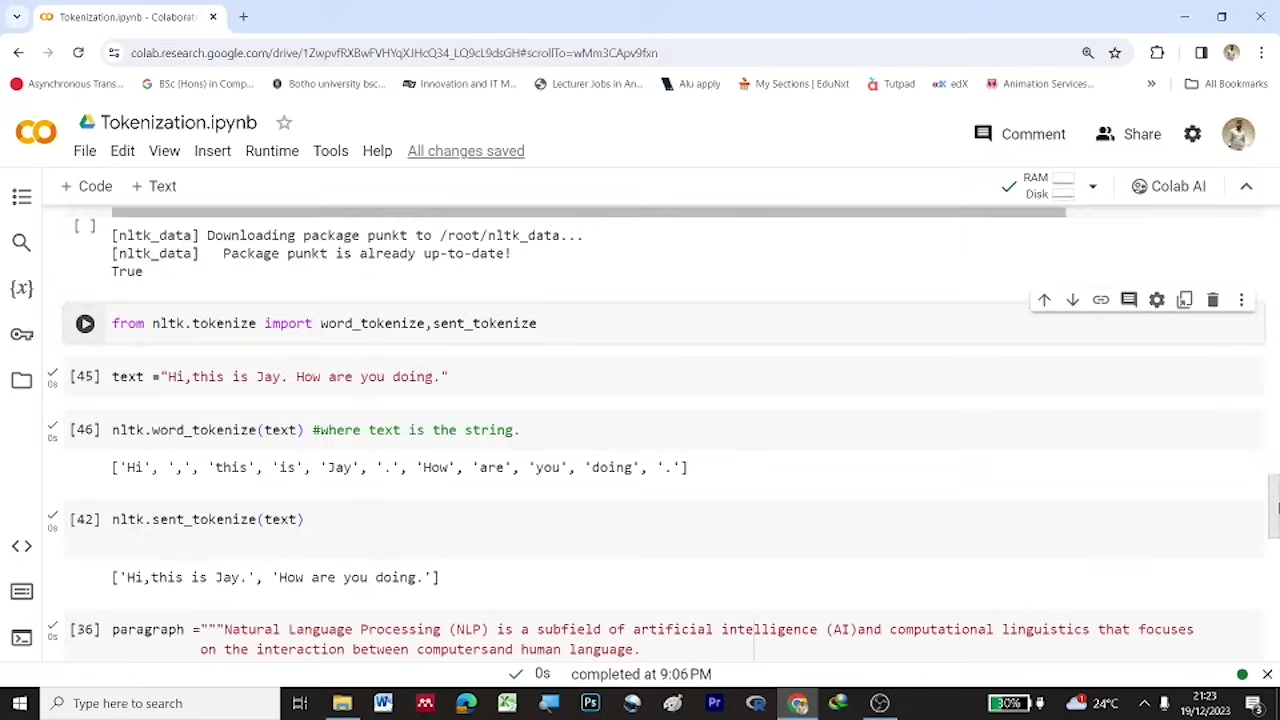 Tokenization.ipynb - Colaborat
colab.research.google.com/drive/1ZwpvfRXBwFVHYqXJHcQ34_LQ9cL9dsGH#scrollTo=wMm3CApv9fxn
Asynchronous Trans... BSc (Hons) in Comp... Botho university bsc... Innovation and IT M... Lecturer Jobs in An... Alu apply My Sections | EduNxt Tutpad edX Animation Services... » All Bookmarks
CO Tokenization.ipynb
Comment Share
File Edit View Insert Runtime Tools Help All changes saved
+ Code + Text RAM Disk Colab AI
[ ]
[nltk_data] Downloading package punkt to /root/nltk_data...
[nltk_data]   Package punkt is already up-to-date!
True
{x}
from nltk.tokenize import word_tokenize,sent_tokenize
[45] text ="Hi,this is Jay. How are you doing."
0s
[46] nltk.word_tokenize(text) #where text is the string.
0s
['Hi', ',', 'this', 'is', 'Jay', '.', 'How', 'are', 'you', 'doing', '.']
[42] nltk.sent_tokenize(text)
0s
['Hi,this is Jay.', 'How are you doing.']
[36] paragraph ="""Natural Language Processing (NLP) is a subfield of artificial intelligence (AI)and computational linguistics that focuses
0s
on the interaction between computersand human language.
0s completed at 9:06 PM
Type here to search
W X Ps Pr R
30% 24°C 21:23
19/12/2023
3